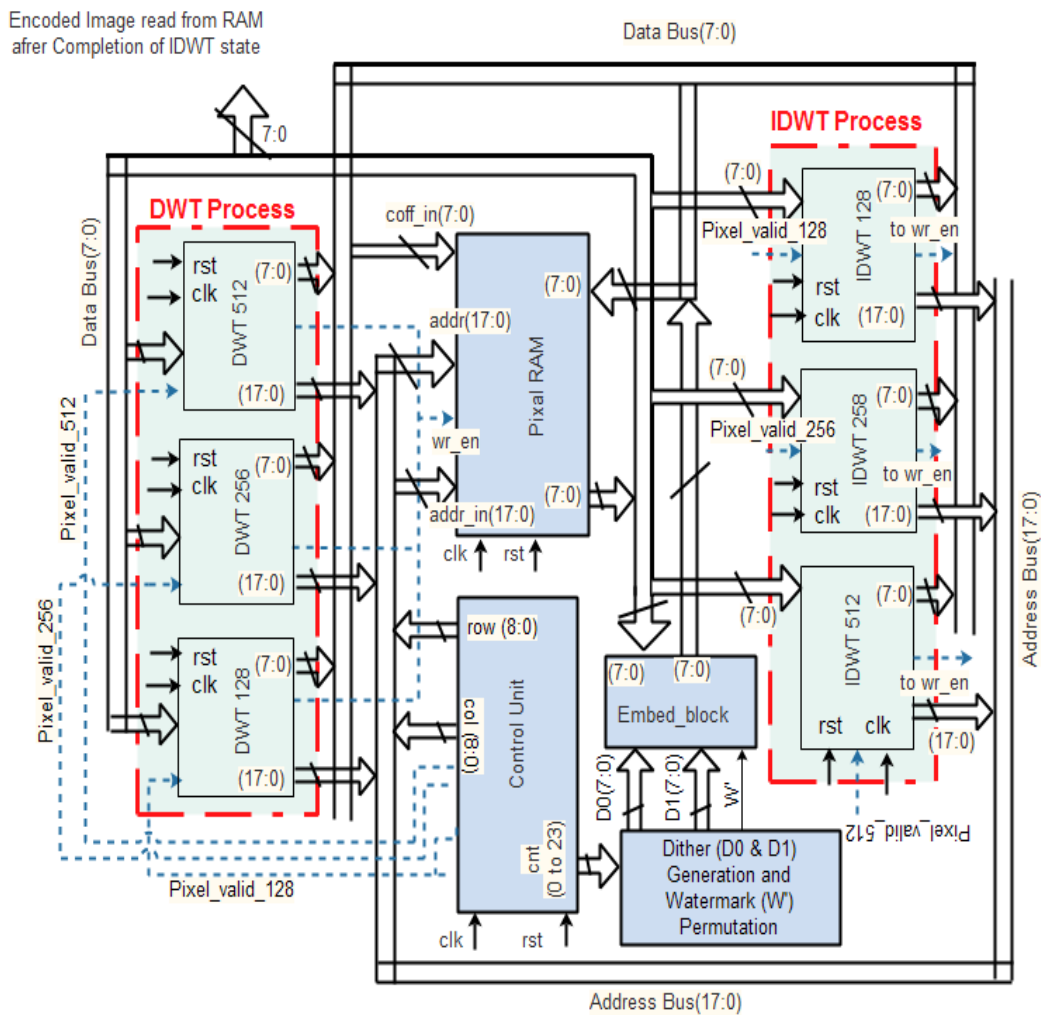 Encoded Image read from RAM
afrer Completion of IDWT state
7:0
Data Bus(7:0)
Data Bus(7:0)
DWT Process
rst
clk
(7:0)
DWT 512
(17:0)
rst
clk
(7:0)
DWT 256
(17:0)
rst
clk
(7:0)
DWT 128
(17:0)
Pixel_valid_512
Pixel_valid_256
Pixel_valid_128
coff_in(7:0)
(7:0)
addr(17:0)
Pixal RAM
wr_en
(7:0)
addr_in(17:0)
clk
rst
row (8:0)
col (8:0)
Control Unit
cnt
(0 to 23)
clk
rst
(7:0)
(7:0)
Embed_block
D0(7:0)
D1(7:0)
W'
Dither (D0 & D1)
Generation and
Watermark (W')
Permutation
IDWT Process
(7:0)
Pixel_valid_128
(7:0)
to wr_en
IDWT 128
rst
clk
(17:0)
(7:0)
Pixel_valid_256
(7:0)
to wr_en
IDWT 258
rst
clk
(17:0)
(7:0)
(7:0)
IDWT 512
to wr_en
rst
clk
(17:0)
Pixel_valid_512
Address Bus(17:0)
Address Bus(17:0)